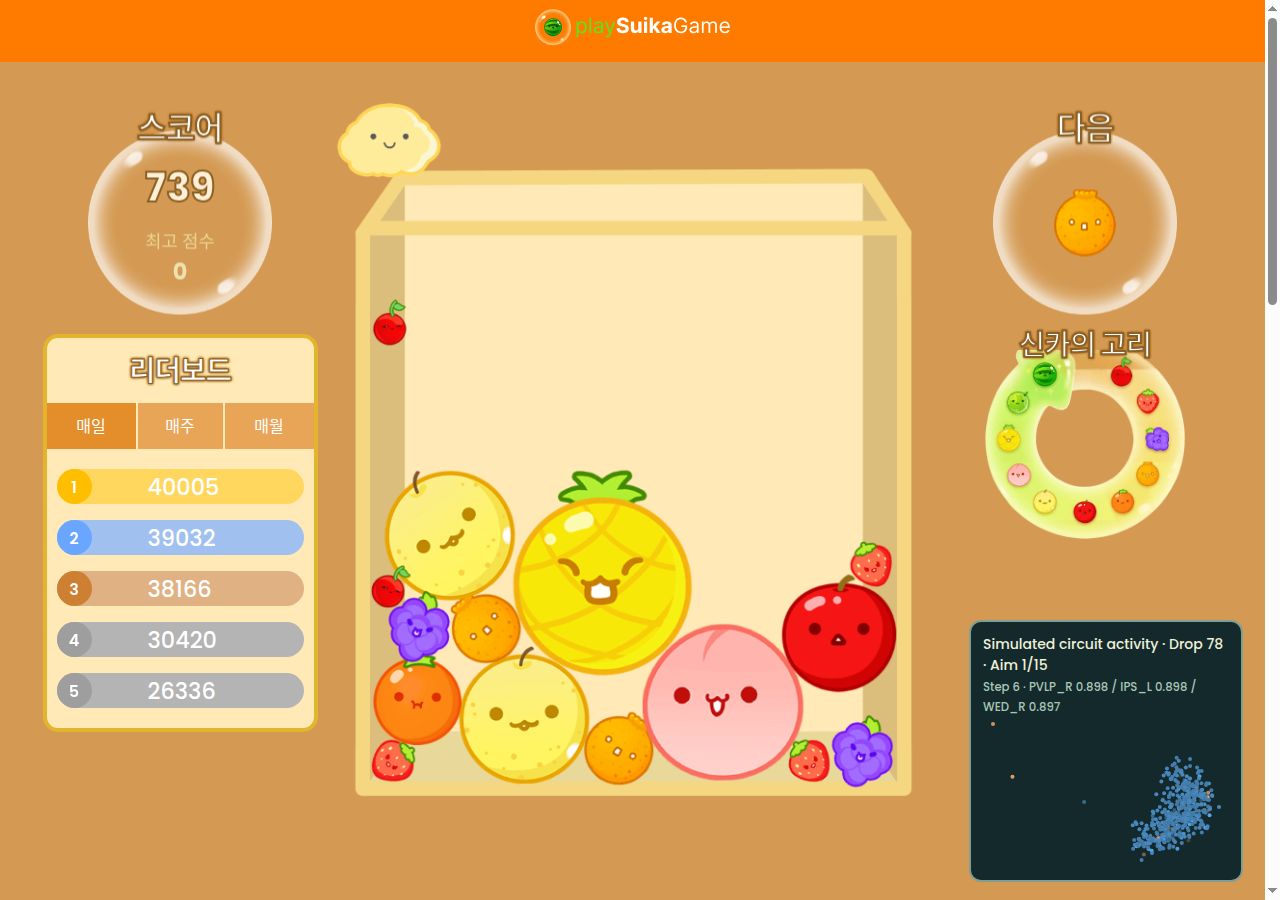 playSuikaGame
스코어
739
최고 점수
0
다음
신카의 고리
리더보드
매일 매주 매월
1 40005
2 39032
3 38166
4 30420
5 26336
Simulated circuit activity · Drop 78
· Aim 1/15
Step 6 · PVLP_R 0.898 / IPS_L 0.898 /
WED_R 0.897